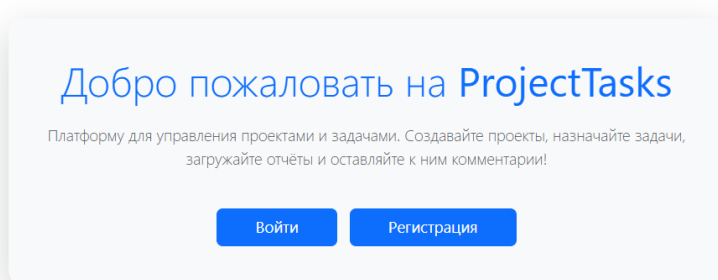 Добро пожаловать на ProjectTasks
Платформу для управления проектами и задачами. Создавайте проекты, назначайте задачи,
загружайте отчёты и оставляйте к ним комментарии!
Войти
Регистрация